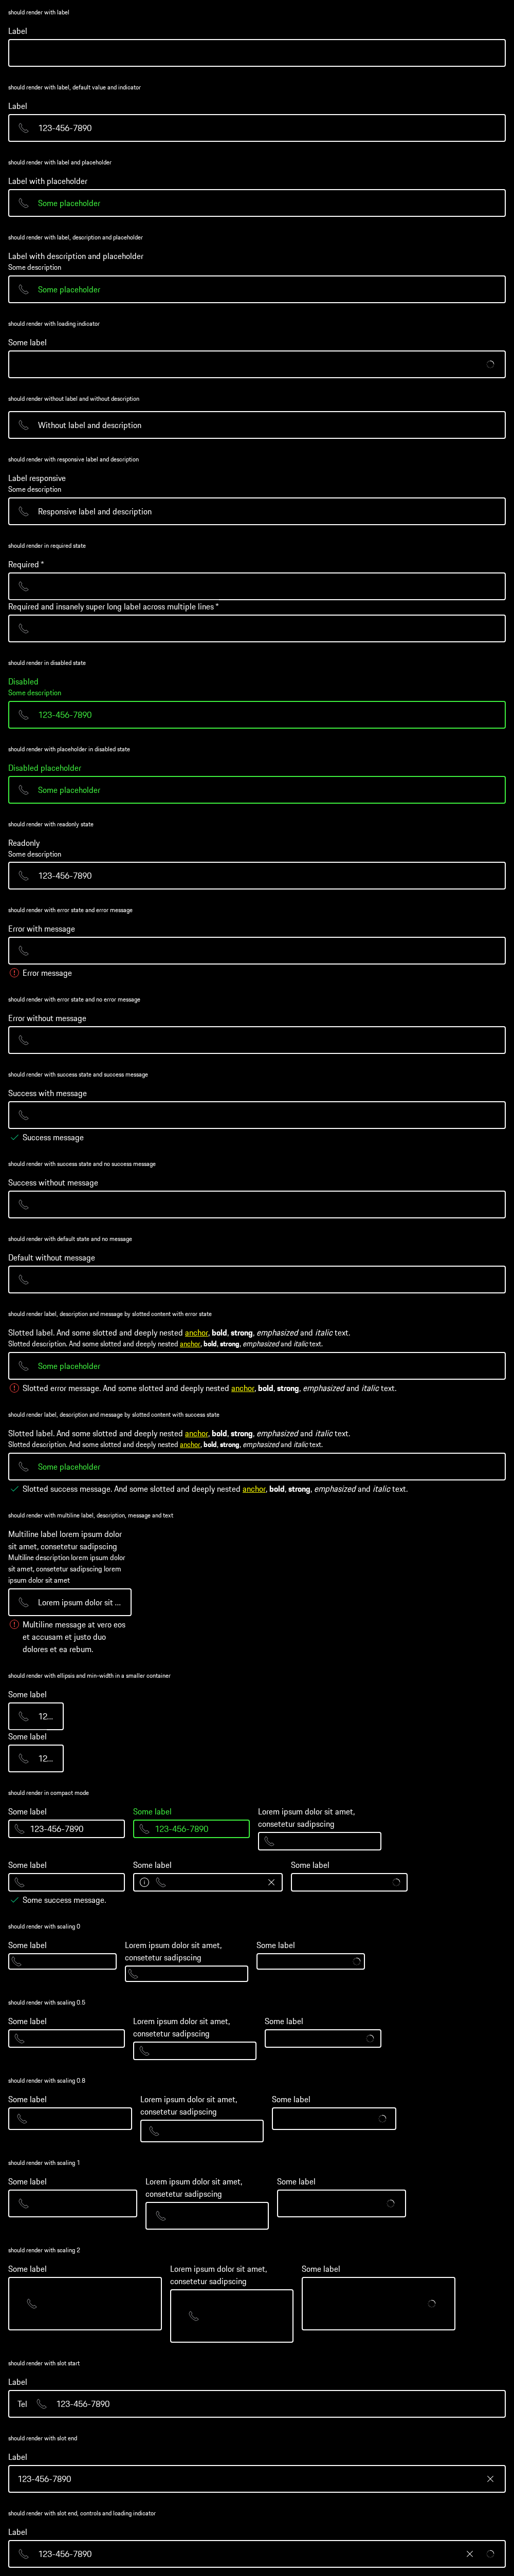 should render with label
Label
should render with label, default value and indicator
Label
123-456-7890
should render with label and placeholder
Label with placeholder
Some placeholder
should render with label, description and placeholder
Label with description and placeholder
Some description
Some placeholder
should render with loading indicator
Some label
should render without label and without description
Without label and description
should render with responsive label and description
Label responsive
Some description
Responsive label and description
should render in required state
Required *
Required and insanely super long label across multiple lines *
should render in disabled state
Disabled
Some description
123-456-7890
should render with placeholder in disabled state
Disabled placeholder
Some placeholder
should render with readonly state
Readonly
Some description
123-456-7890
should render with error state and error message
Error with message
Error message
should render with error state and no error message
Error without message
should render with success state and success message
Success with message
Success message
should render with success state and no success message
Success without message
should render with default state and no message
Default without message
should render label, description and message by slotted content with error state
Slotted label. And some slotted and deeply nested anchor, bold, strong, emphasized and italic text.
Slotted description. And some slotted and deeply nested anchor, bold, strong, emphasized and italic text.
Some placeholder
Slotted error message. And some slotted and deeply nested anchor, bold, strong, emphasized and italic text.
should render label, description and message by slotted content with success state
Slotted label. And some slotted and deeply nested anchor, bold, strong, emphasized and italic text.
Slotted description. And some slotted and deeply nested anchor, bold, strong, emphasized and italic text.
Some placeholder
Slotted success message. And some slotted and deeply nested anchor, bold, strong, emphasized and italic text.
should render with multiline label, description, message and text
Multiline label lorem ipsum dolor
sit amet, consetetur sadipscing
Multiline description lorem ipsum dolor
sit amet, consetetur sadipscing lorem
ipsum dolor sit amet
Lorem ipsum dolor sit ...
Multiline message at vero eos
et accusam et justo duo
dolores et ea rebum.
should render with ellipsis and min-width in a smaller container
Some label
12...
Some label
12...
should render in compact mode
Some label
123-456-7890
Some label
123-456-7890
Lorem ipsum dolor sit amet,
consetetur sadipscing
Some label
Some success message.
Some label
Some label
should render with scaling 0
Some label
Lorem ipsum dolor sit amet,
consetetur sadipscing
Some label
should render with scaling 0.5
Some label
Lorem ipsum dolor sit amet,
consetetur sadipscing
Some label
should render with scaling 0.8
Some label
Lorem ipsum dolor sit amet,
consetetur sadipscing
Some label
should render with scaling 1
Some label
Lorem ipsum dolor sit amet,
consetetur sadipscing
Some label
should render with scaling 2
Some label
Lorem ipsum dolor sit amet,
consetetur sadipscing
Some label
should render with slot start
Label
Tel 123-456-7890
should render with slot end
Label
123-456-7890
should render with slot end, controls and loading indicator
Label
123-456-7890